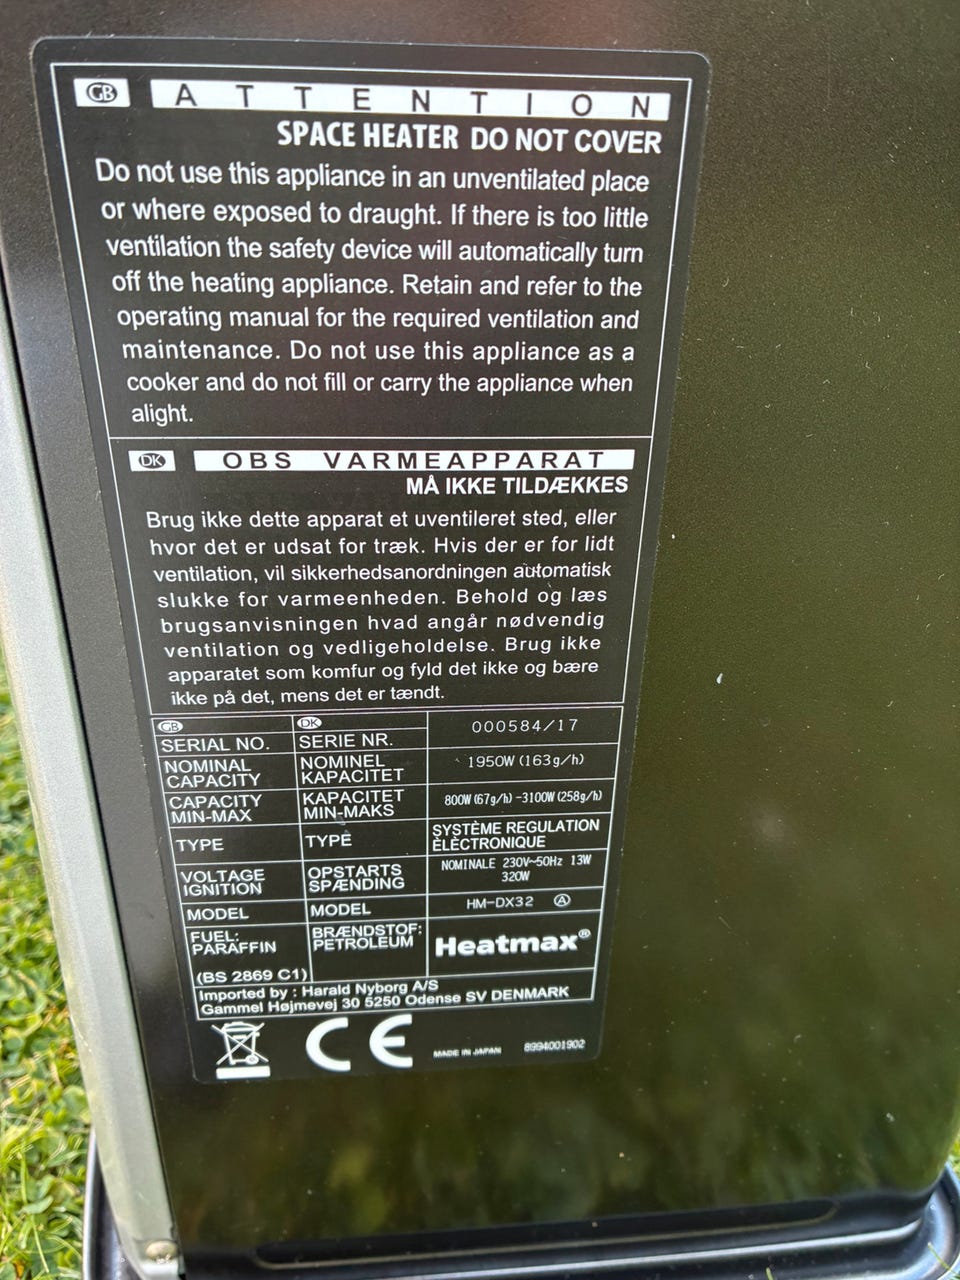 GB ATTENTION
SPACE HEATER DO NOT COVER
Do not use this appliance in an unventilated place
or where exposed to draught. If there is too little
ventilation the safety device will automatically turn
off the heating appliance. Retain and refer to the
operating manual for the required ventilation and
maintenance. Do not use this appliance as a
cooker and do not fill or carry the appliance when
alight.
DK OBS VARMEAPPARAT
MÅ IKKE TILDÆKKES
Brug ikke dette apparat et uventileret sted, eller
hvor det er udsat for træk. Hvis der er for lidt
ventilation, vil sikkerhedsanordningen automatisk
slukke for varmeenheden. Behold og læs
brugsanvisningen hvad angår nødvendig
ventilation og vedligeholdelse. Brug ikke
apparatet som komfur og fyld det ikke og bære
ikke på det, mens det er tændt.
GB DK
SERIAL NO. SERIE NR. 000584/17
NOMINAL NOMINEL 1950W (163g/h)
CAPACITY KAPACITET
CAPACITY KAPACITET 800W (67g/h) -3100W (258g/h)
MIN-MAX MIN-MAKS
TYPE TYPE SYSTÈME REGULATION
ÈLÈCTRONIQUE
VOLTAGE OPSTARTS NOMINALE 230V~50Hz 13W
IGNITION SPÆNDING 320W
MODEL MODEL HM-DX32 Ⓐ
FUEL: BRÆNDSTOF: Heatmax®
PARAFFIN PETROLEUM
(BS 2869 C1)
Imported by : Harald Nyborg A/S
Gammel Højmevej 30 5250 Odense SV DENMARK
CE MADE IN JAPAN 8994001902